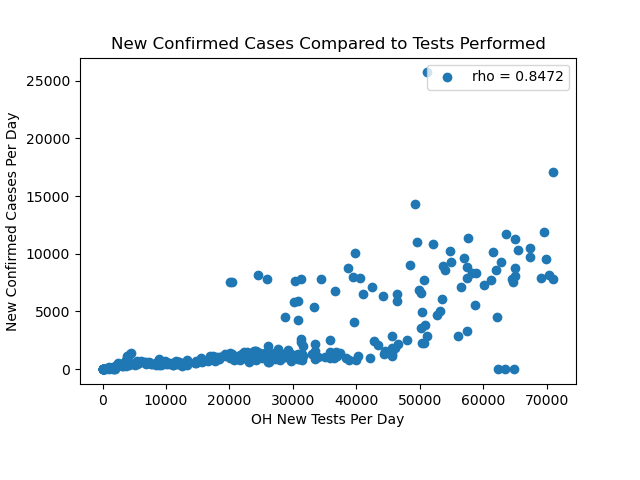 New Confirmed Cases Compared to Tests Performed
rho = 0.8472
New Confirmed Caeses Per Day
25000
20000
15000
10000
5000
0
0 10000 20000 30000 40000 50000 60000 70000
OH New Tests Per Day